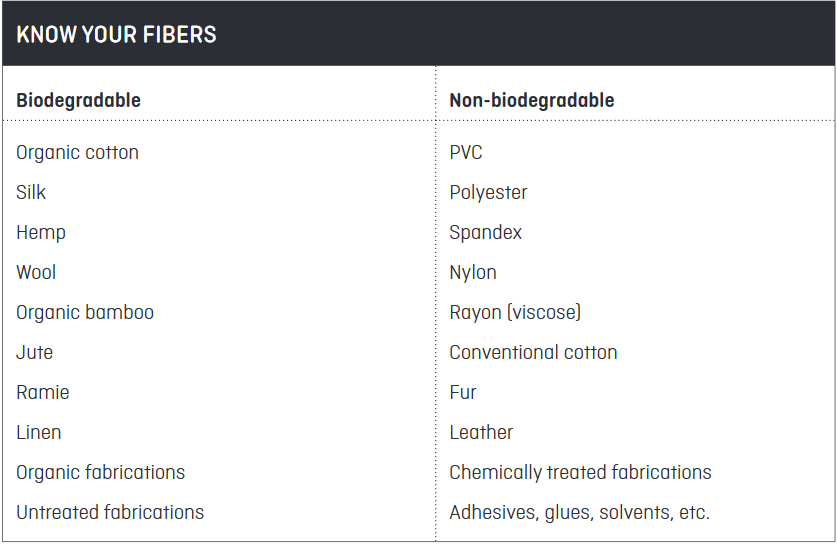 KNOW YOUR FIBERS
Biodegradable Non-biodegradable
Organic cotton PVC
Silk Polyester
Hemp Spandex
Wool Nylon
Organic bamboo Rayon (viscose)
Jute Conventional cotton
Ramie Fur
Linen Leather
Organic fabrications Chemically treated fabrications
Untreated fabrications Adhesives, glues, solvents, etc.